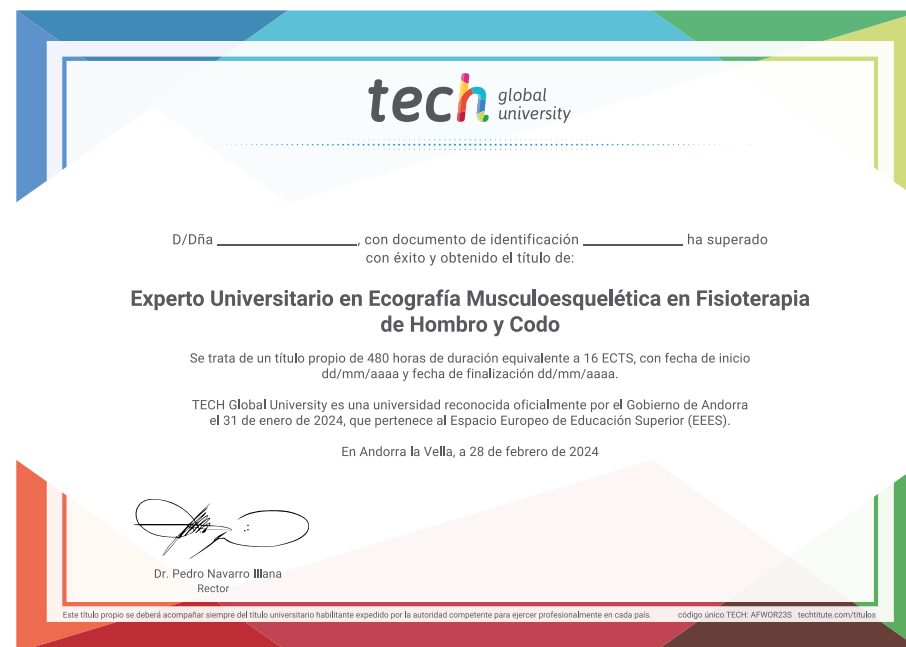 tech global university
D/Dña ____________________, con documento de identificación ______________ ha superado
con éxito y obtenido el título de:
Experto Universitario en Ecografía Musculoesquelética en Fisioterapia
de Hombro y Codo
Se trata de un título propio de 480 horas de duración equivalente a 16 ECTS, con fecha de inicio
dd/mm/aaaa y fecha de finalización dd/mm/aaaa.
TECH Global University es una universidad reconocida oficialmente por el Gobierno de Andorra
el 31 de enero de 2024, que pertenece al Espacio Europeo de Educación Superior (EEES).
En Andorra la Vella, a 28 de febrero de 2024
Dr. Pedro Navarro Illana
Rector
Este título propio se deberá acompañar siempre del título universitario habilitante expedido por la autoridad competente para ejercer profesionalmente en cada país. código único TECH: AFWOR23S techtitute.com/titulos